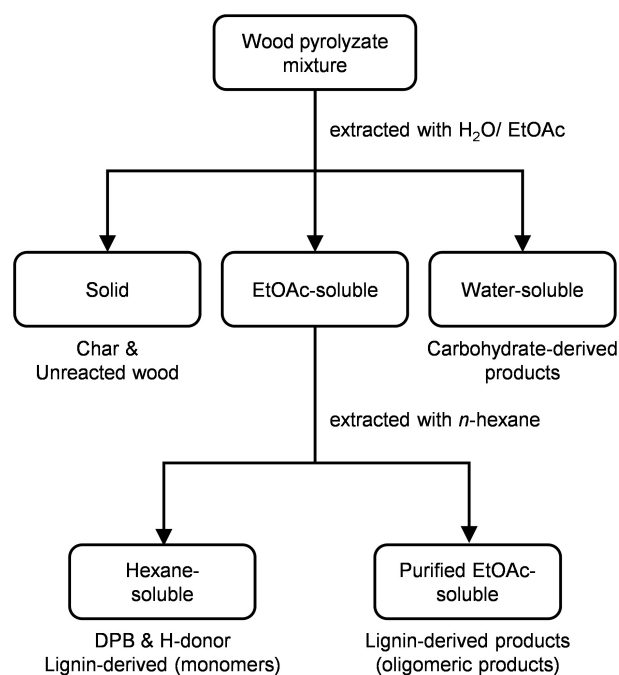 Wood pyrolyzate
mixture
extracted with H₂O/ EtOAc
Solid
EtOAc-soluble
Water-soluble
Char &
Unreacted wood
Carbohydrate-derived
products
extracted with n-hexane
Hexane-
soluble
Purified EtOAc-
soluble
DPB & H-donor
Lignin-derived (monomers)
Lignin-derived products
(oligomeric products)